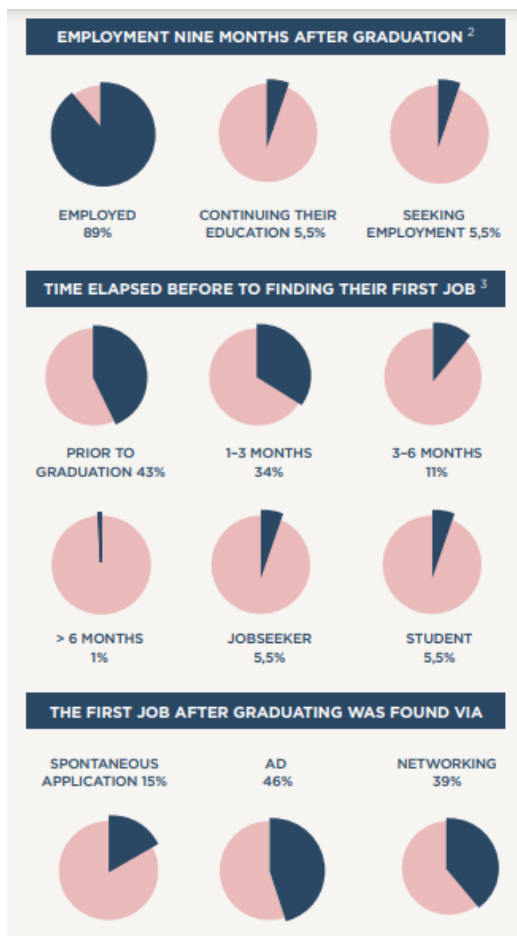 EMPLOYMENT NINE MONTHS AFTER GRADUATION 2
EMPLOYED
89%
CONTINUING THEIR
EDUCATION 5,5%
SEEKING
EMPLOYMENT 5,5%
TIME ELAPSED BEFORE TO FINDING THEIR FIRST JOB 3
PRIOR TO
GRADUATION 43%
1–3 MONTHS
34%
3–6 MONTHS
11%
> 6 MONTHS
1%
JOBSEEKER
5,5%
STUDENT
5,5%
THE FIRST JOB AFTER GRADUATING WAS FOUND VIA
SPONTANEOUS
APPLICATION 15%
AD
46%
NETWORKING
39%